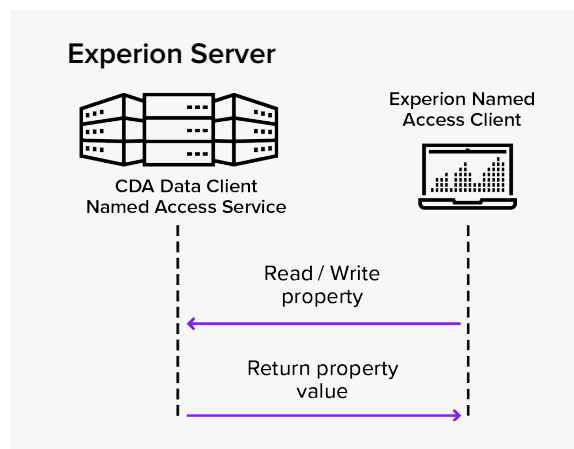 Experion Server
Experion Named
Access Client
CDA Data Client
Named Access Service
Read / Write
property
Return property
value